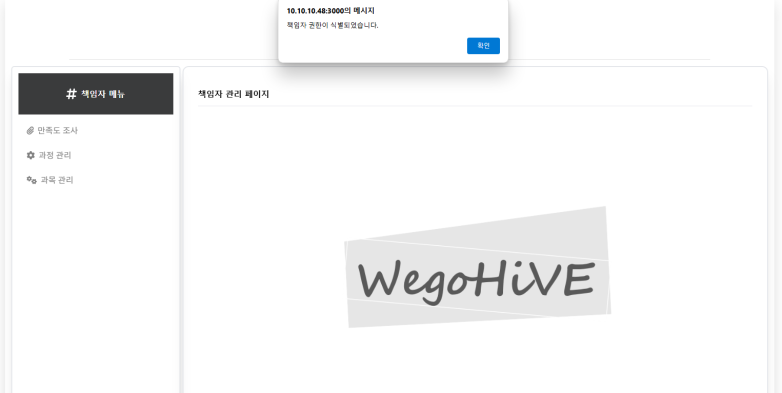 10.10.10.48:3000의 메시지
책임자 권한이 식별되었습니다.
확인
# 책임자 메뉴
만족도 조사
과정 관리
과목 관리
책임자 관리 페이지
WegoHiVE